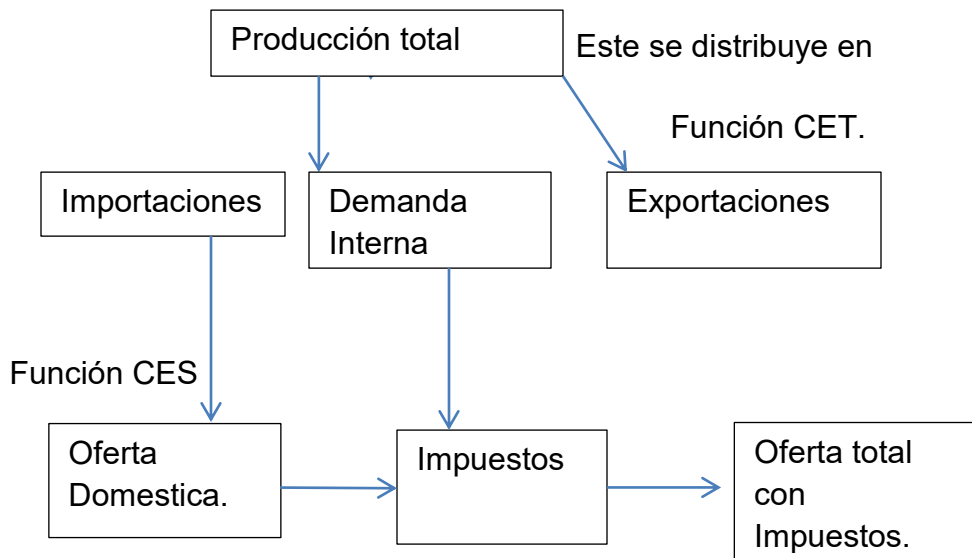 Producción total
Este se distribuye en
Función CET.
Importaciones
Demanda
Interna
Exportaciones
Función CES
Oferta
Domestica.
Impuestos
Oferta total
con
Impuestos.